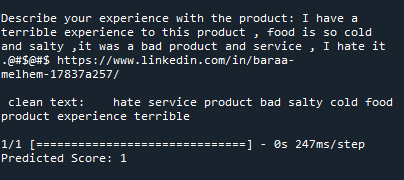 Describe your experience with the product: I have a
terrible experience to this product , food is so cold
and salty ,it was a bad product and service , I hate it
.@#$@#$ https://www.linkedin.com/in/baraa-
melhem-17837a257/
clean text:    hate service product bad salty cold food
product experience terrible
1/1 [==============================] - 0s 247ms/step
Predicted Score: 1